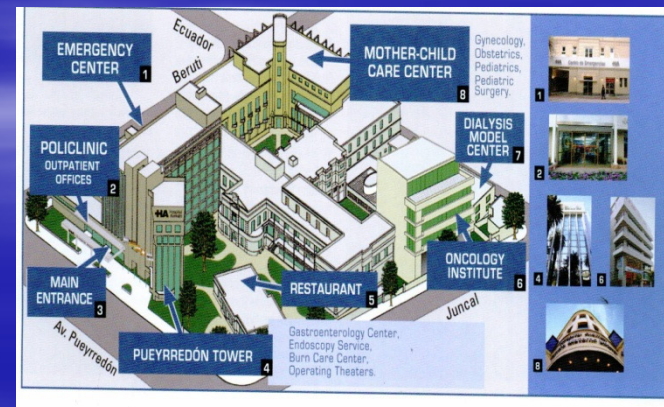 Ecuador
Beruti
EMERGENCY
CENTER
1
MOTHER-CHILD
CARE CENTER
8
Gynecology,
Obstetrics,
Pediatrics,
Pediatric
Surgery.
POLICLINIC
OUTPATIENT
OFFICES
2
DIALYSIS
MODEL
CENTER
7
HA
MAIN
ENTRANCE
3
RESTAURANT
5
ONCOLOGY
INSTITUTE
6
Juncal
Av. Pueyrredón
PUEYRREDÓN TOWER
4
Gastroenterology Center,
Endoscopy Service,
Burn Care Center,
Operating Theaters.
1
2
4
6
8